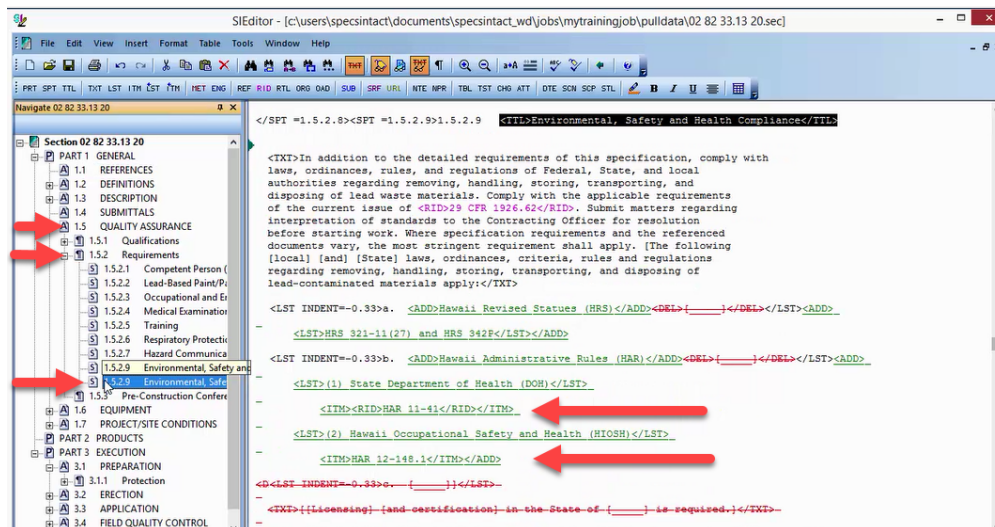 SIEditor - [c:\users\specsintact\documents\specsintact_wd\jobs\mytrainingjob\pulldata\02 82 33.13 20.sec]
File Edit View Insert Format Table Tools Window Help
PRT SPT TTL TXT LST ITM LST ITM MET ENG REF RID RTL ORG OAD SUB SRF URL NTE NPR TBL TST CHG ATT DTE SCN SCP STL B I U
Navigate 02 82 33.13 20
Section 02 82 33.13 20
PART 1 GENERAL
1.1 REFERENCES
1.2 DEFINITIONS
1.3 DESCRIPTION
1.4 SUBMITTALS
1.5 QUALITY ASSURANCE
1.5.1 Qualifications
1.5.2 Requirements
1.5.2.1 Competent Person (
1.5.2.2 Lead-Based Paint/Pa
1.5.2.3 Occupational and En
1.5.2.4 Medical Examination
1.5.2.5 Training
1.5.2.6 Respiratory Protectio
1.5.2.7 Hazard Communica
1.5.2.9 Environmental, Safety and
1.5.2.9 Environmental, Safe
1.5.3 Pre-Construction Confere
1.6 EQUIPMENT
1.7 PROJECT/SITE CONDITIONS
PART 2 PRODUCTS
PART 3 EXECUTION
3.1 PREPARATION
3.1.1 Protection
3.2 ERECTION
3.3 APPLICATION
3.4 FIELD QUALITY CONTROL
</SPT =1.5.2.8><SPT =1.5.2.9>1.5.2.9 <TTL>Environmental, Safety and Health Compliance</TTL>
<TXT>In addition to the detailed requirements of this specification, comply with
laws, ordinances, rules, and regulations of Federal, State, and local
authorities regarding removing, handling, storing, transporting, and
disposing of lead waste materials. Comply with the applicable requirements
of the current issue of <RID>29 CFR 1926.62</RID>. Submit matters regarding
interpretation of standards to the Contracting Officer for resolution
before starting work. Where specification requirements and the referenced
documents vary, the most stringent requirement shall apply. [The following
[local] [and] [State] laws, ordinances, criteria, rules and regulations
regarding removing, handling, storing, transporting, and disposing of
lead-contaminated materials apply:</TXT>
<LST INDENT=-0.33>a. <ADD>Hawaii Revised Statues (HRS)</ADD><DEL>[_____]</DEL></LST><ADD>
<LST>HRS 321-11(27) and HRS 342P</LST></ADD>
<LST INDENT=-0.33>b. <ADD>Hawaii Administrative Rules (HAR)</ADD><DEL>[_____]</DEL></LST><ADD>
<LST>(1) State Department of Health (DOH)</LST>
<ITM><RID>HAR 11-41</RID></ITM>
<LST>(2) Hawaii Occupational Safety and Health (HIOSH)</LST>
<ITM>HAR 12-148.1</ITM></ADD>
<D<LST INDENT=-0.33>c. [_____]]</LST>
<TXT>[[Licensing] [and certification] in the State of [_____] is required.]</TXT>